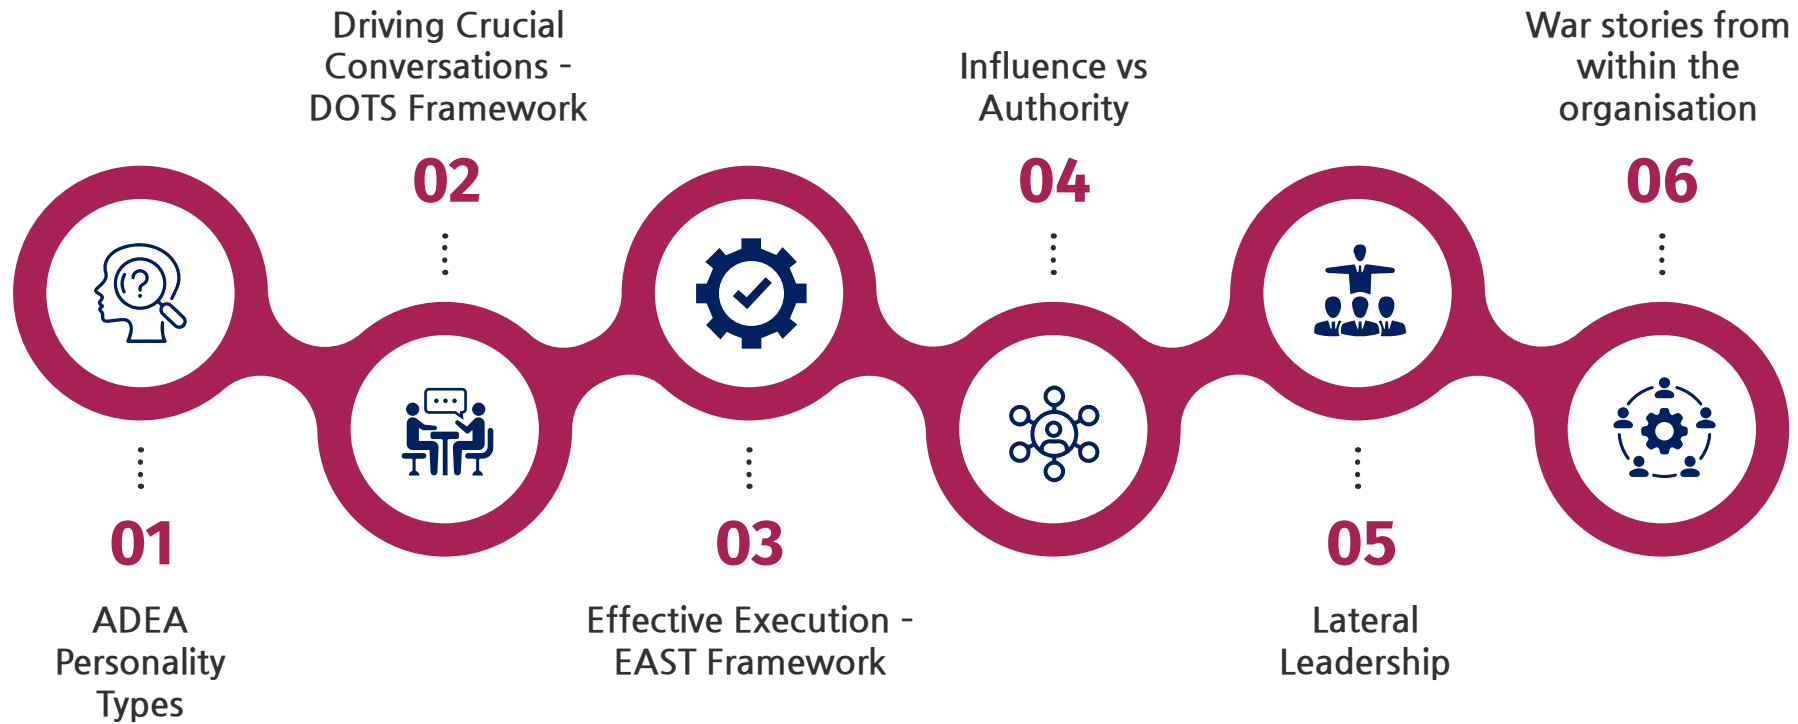 01
ADEA
Personality
Types
Driving Crucial
Conversations -
DOTS Framework
02
03
Effective Execution -
EAST Framework
Influence vs
Authority
04
05
Lateral
Leadership
War stories from
within the
organisation
06
?